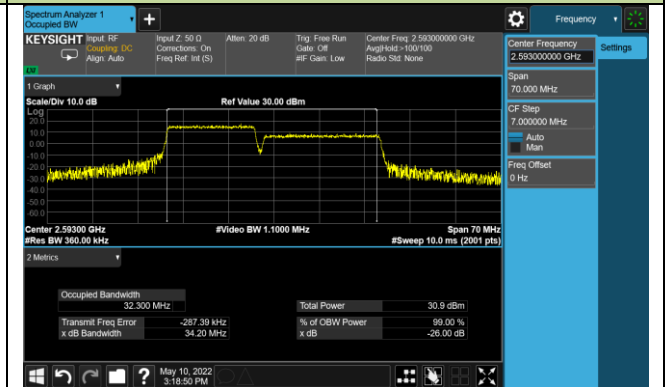 Spectrum Analyzer 1
Occupied BW
Frequency
KEYSIGHT
Input: RF
Coupling: DC
Align: Auto
Input Z: 50 Ω
Corrections: On
Freq Ref: Int (S)
Atten: 20 dB
Trig: Free Run
Gate: Off
#IF Gain: Low
Center Freq: 2.593000000 GHz
Avg|Hold:>100/100
Radio Std: None
Center Frequency
2.593000000 GHz
Settings
Span
70.000 MHz
CF Step
7.000000 MHz
Auto
Man
Freq Offset
0 Hz
1 Graph
Scale/Div 10.0 dB
Ref Value 30.00 dBm
Log
20.0
10.0
0.00
-10.0
-20.0
-30.0
-40.0
-50.0
-60.0
Center 2.59300 GHz
#Video BW 1.1000 MHz
Span 70 MHz
#Res BW 360.00 kHz
#Sweep 10.0 ms (2001 pts)
2 Metrics
Occupied Bandwidth
32.300 MHz
Total Power 30.9 dBm
Transmit Freq Error -287.39 kHz
% of OBW Power 99.00 %
x dB Bandwidth 34.20 MHz
x dB -26.00 dB
May 10, 2022
3:18:50 PM